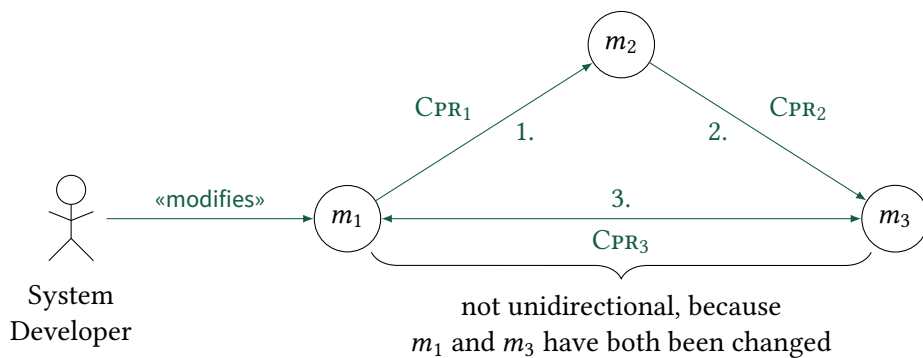 m₂
CPR₁
CPR₂
1.
2.
«modifies»
3.
m₁
m₃
CPR₃
System
Developer
not unidirectional, because
m₁ and m₃ have both been changed